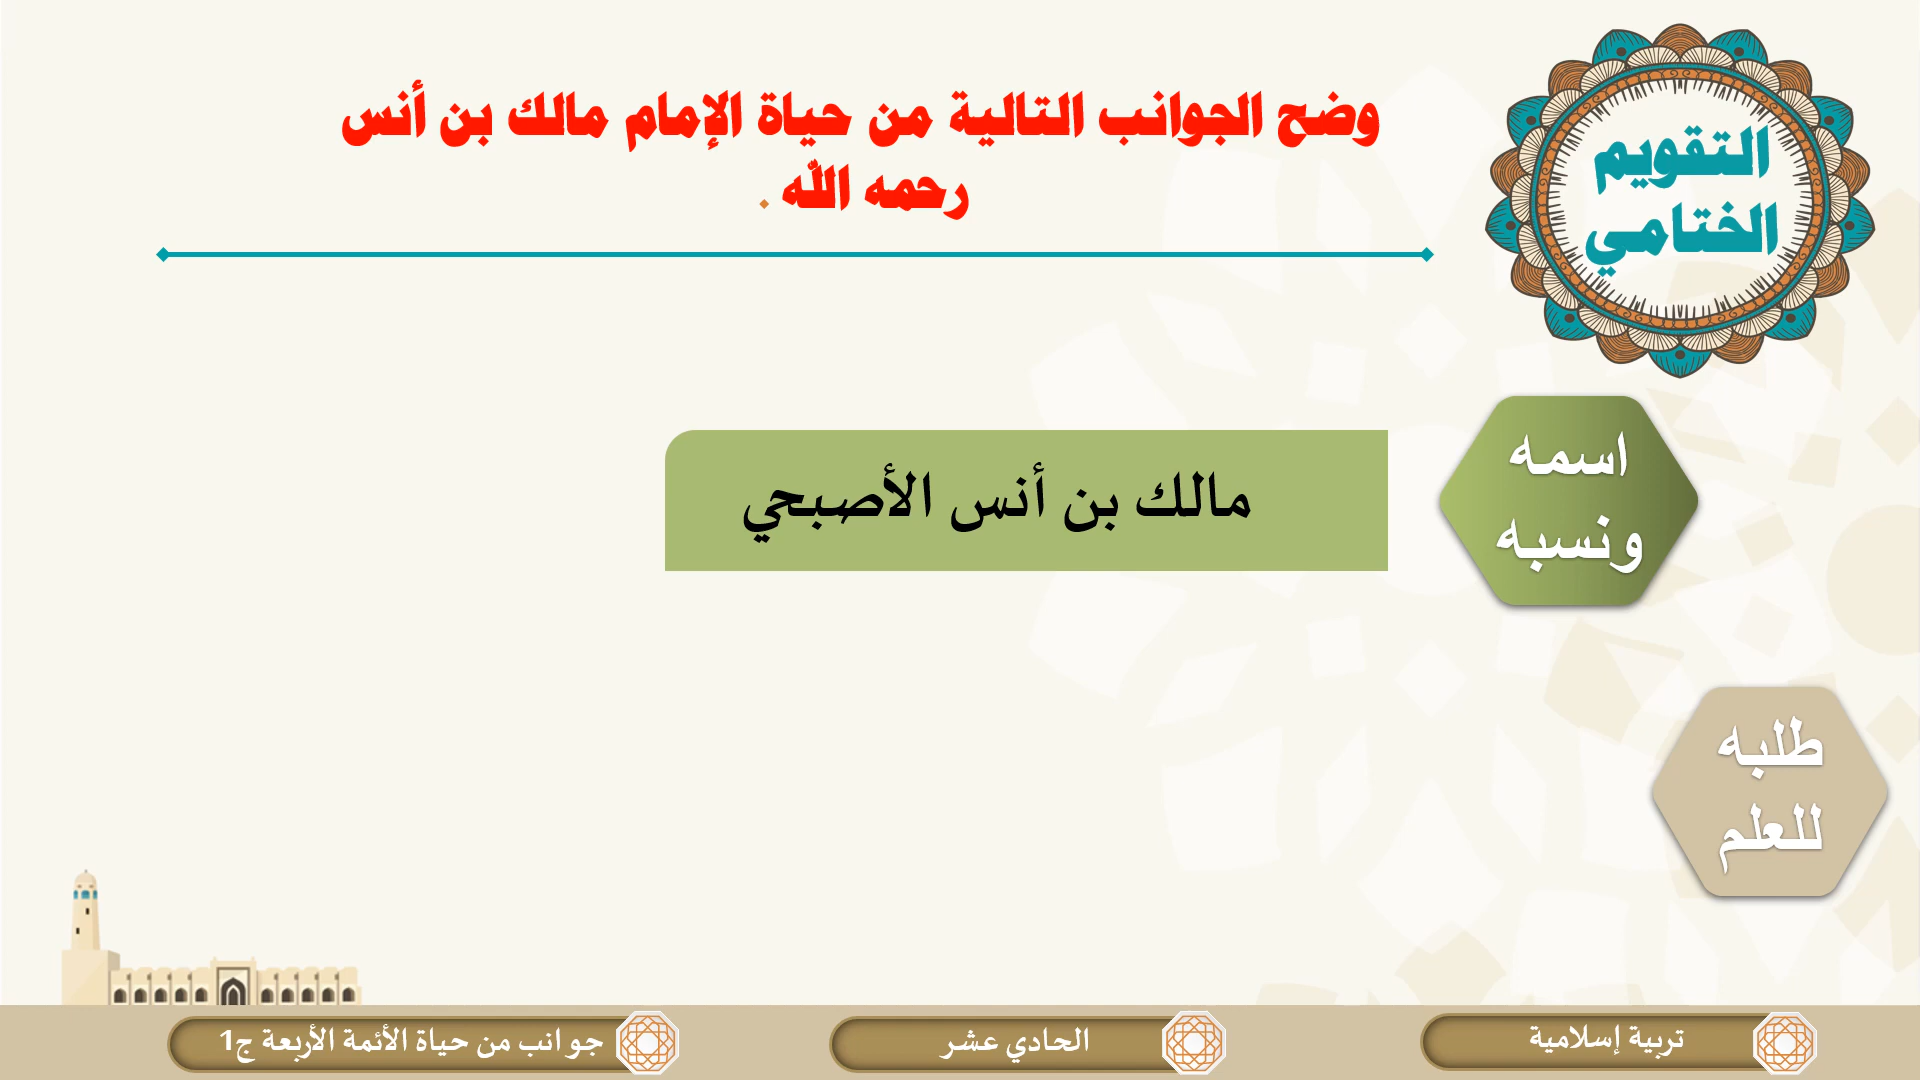 التقويم
الختامي
وضح الجوانب التالية من حياة الإمام مالك بن أنس
رحمه الله .
اسمه
ونسبه
مالك بن أنس الأصبحي
طلبه
للعلم
تربية إسلامية
الحادي عشر
جوانب من حياة الأئمة الأربعة ج1